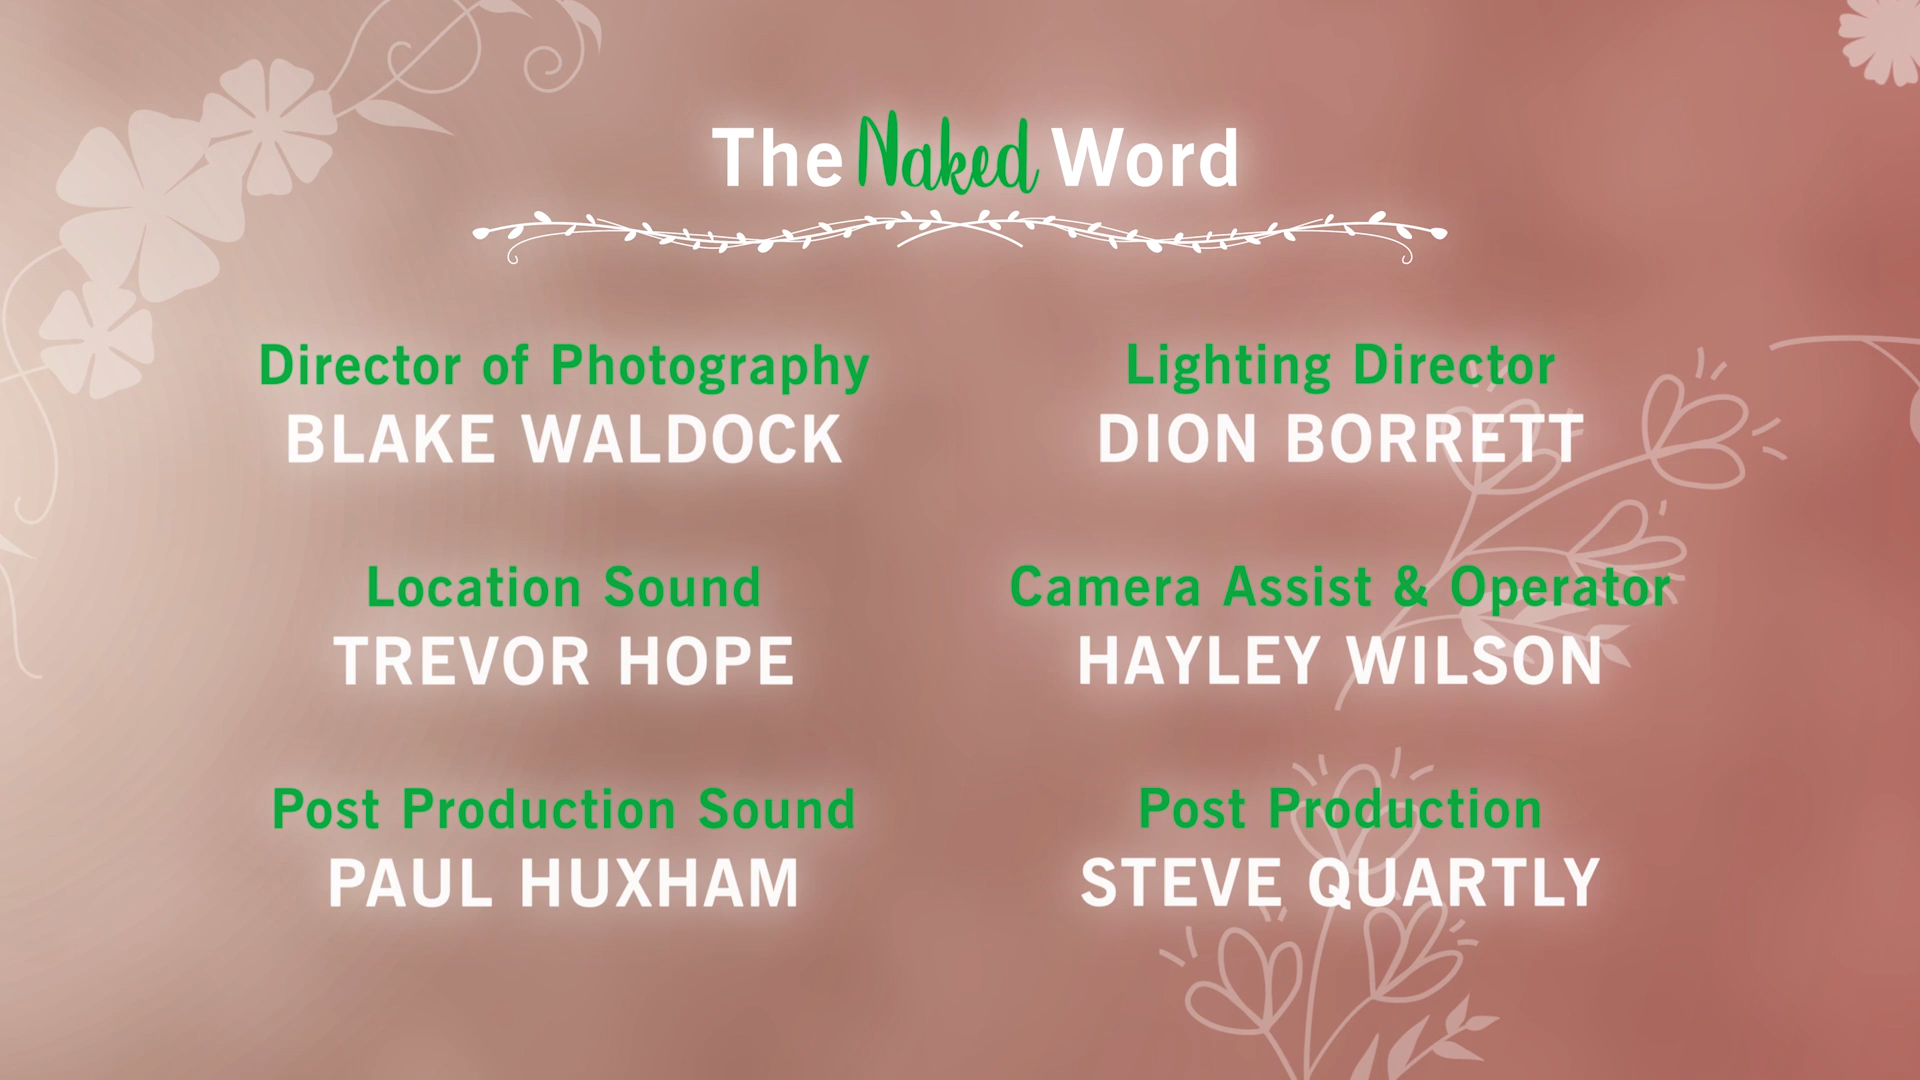 The Naked Word
Director of Photography
BLAKE WALDOCK
Lighting Director
DION BORRETT
Location Sound
TREVOR HOPE
Camera Assist & Operator
HAYLEY WILSON
Post Production Sound
PAUL HUXHAM
Post Production
STEVE QUARTLY